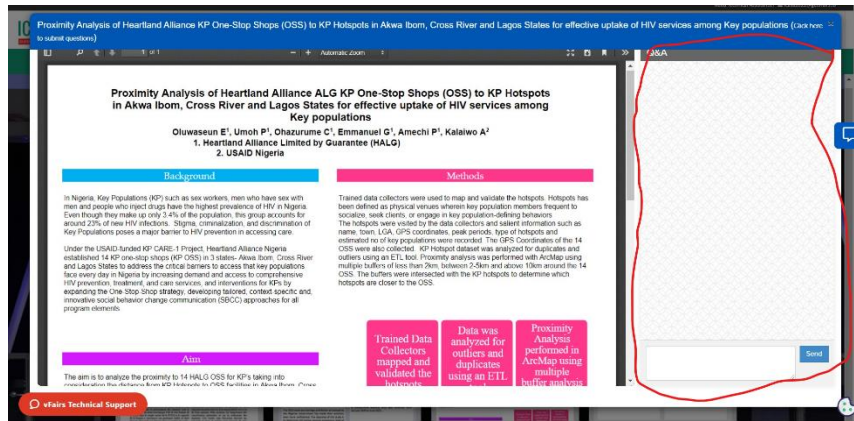 Proximity Analysis of Heartland Alliance KP One-Stop Shops (OSS) to KP Hotspots in Akwa Ibom, Cross River and Lagos States for effective uptake of HIV services among Key populations (Click here
to submit questions)
1 of 1
Automatic Zoom
Q&A
Proximity Analysis of Heartland Alliance ALG KP One-Stop Shops (OSS) to KP Hotspots
in Akwa Ibom, Cross River and Lagos States for effective uptake of HIV services among
Key populations
Oluwaseun E¹, Umoh P¹, Ohazurume C¹, Emmanuel G¹, Amechi P¹, Kalaiwo A²
1. Heartland Alliance Limited by Guarantee (HALG)
2. USAID Nigeria
Background
In Nigeria, Key Populations (KP) such as sex workers, men who have sex with
men and people who inject drugs have the highest prevalence of HIV in Nigeria.
Even though they make up only 3.4% of the population, this group accounts for
around 23% of new HIV infections. Stigma, criminalization, and discrimination of
Key Populations poses a major barrier to HIV prevention in accessing care.
Under the USAID-funded KP CARE-1 Project, Heartland Alliance Nigeria
established 14 KP one-stop shops (KP OSS) in 3 states- Akwa Ibom, Cross River
and Lagos States to address the critical barriers to access that key populations
face every day in Nigeria by increasing demand and access to comprehensive
HIV prevention, treatment, and care services, and interventions for KPs by
expanding the One-Stop Shop strategy, developing tailored, context specific and,
innovative social behavior change communication (SBCC) approaches for all
program elements.
Aim
The aim is to analyze the proximity to 14 HALG OSS for KP's taking into
considerating the distance from KP Hotspots to OSS facilities in Akwa Ibom, Cross
Methods
Trained data collectors were used to map and validate the hotspots. Hotspots has
been defined as physical venues wherein key population members frequent to
socialize, seek clients, or engage in key population-defining behaviors
The hotspots were visited by the data collectors and salient information such as
name, town, LGA, GPS coordinates, peak periods, type of hotspots and
estimated no of key populations were recorded. The GPS Coordinates of the 14
OSS were also collected. KP Hotspot dataset was analyzed for duplicates and
outliers using an ETL tool. Proximity analysis was performed with ArcMap using
multiple buffers of less than 2km, between 2-5km and above 10km around the 14
OSS. The buffers were intersected with the KP hotspots to determine which
hotspots are closer to the OSS.
Trained Data
Collectors
mapped and
validated the
hotspots
Data was
analyzed for
outliers and
duplicates
using an ETL
Proximity
Analysis
performed in
ArcMap using
multiple
buffer analysis
Send
vFairs Technical Support